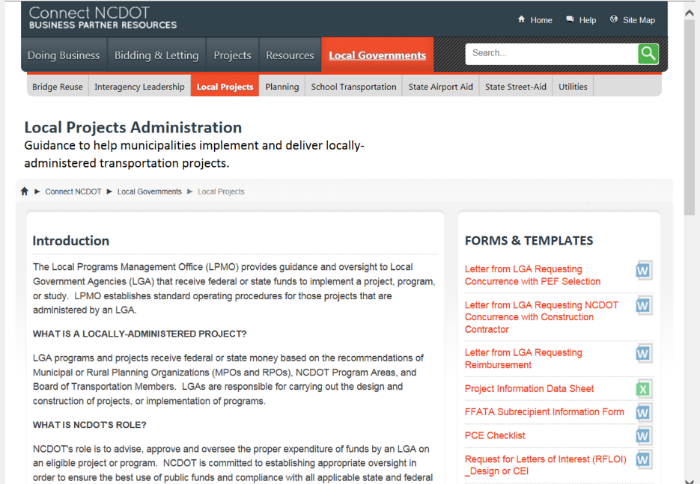 Connect NCDOT
BUSINESS PARTNER RESOURCES
Home Help Site Map
Doing Business Bidding & Letting Projects Resources Local Governments Search...
Bridge Reuse Interagency Leadership Local Projects Planning School Transportation State Airport Aid State Street-Aid Utilities
Local Projects Administration
Guidance to help municipalities implement and deliver locally-
administered transportation projects.
Connect NCDOT ► Local Governments ► Local Projects
Introduction
The Local Programs Management Office (LPMO) provides guidance and oversight to Local
Government Agencies (LGA) that receive federal or state funds to implement a project, program,
or study. LPMO establishes standard operating procedures for those projects that are
administered by an LGA.
WHAT IS A LOCALLY-ADMINISTERED PROJECT?
LGA programs and projects receive federal or state money based on the recommendations of
Municipal or Rural Planning Organizations (MPOs and RPOs), NCDOT Program Areas, and
Board of Transportation Members. LGAs are responsible for carrying out the design and
construction of projects, or implementation of programs.
WHAT IS NCDOT'S ROLE?
NCDOT's role is to advise, approve and oversee the proper expenditure of funds by an LGA on
an eligible project or program. NCDOT is committed to establishing appropriate oversight in
order to ensure the best use of public funds and compliance with all applicable state and federal
FORMS & TEMPLATES
Letter from LGA Requesting
Concurrence with PEF Selection
Letter from LGA Requesting NCDOT
Concurrence with Construction
Contractor
Letter from LGA Requesting
Reimbursement
Project Information Data Sheet
FFATA Subrecipient Information Form
PCE Checklist
Request for Letters of Interest (RFLOI)
_Design or CEI